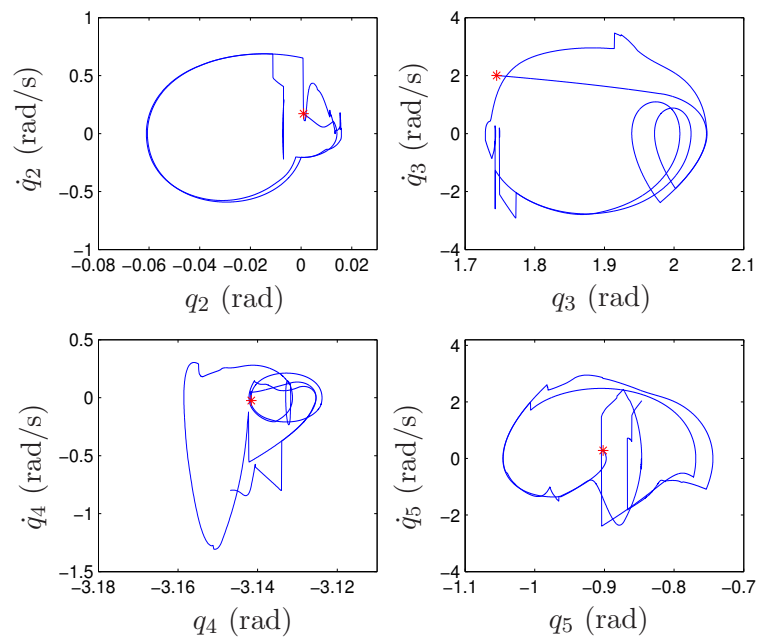 1
0.5
0
−0.5
−1
−0.08 −0.06 −0.04 −0.02 0 0.02
q̇2 (rad/s)
q2 (rad)
4
2
0
−2
−4
1.7 1.8 1.9 2 2.1
q̇3 (rad/s)
q3 (rad)
0.5
0
−0.5
−1
−1.5
−3.18 −3.16 −3.14 −3.12
q̇4 (rad/s)
q4 (rad)
4
2
0
−2
−4
−1.1 −1 −0.9 −0.8 −0.7
q̇5 (rad/s)
q5 (rad)